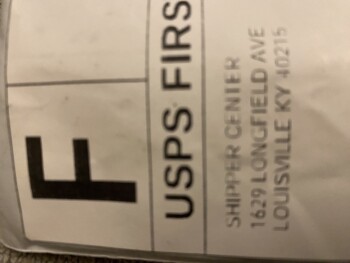 F
USPS FIRS
SHIPPER CENTER
1629 LONGFIELD AVE
LOUISVILLE KY 40215